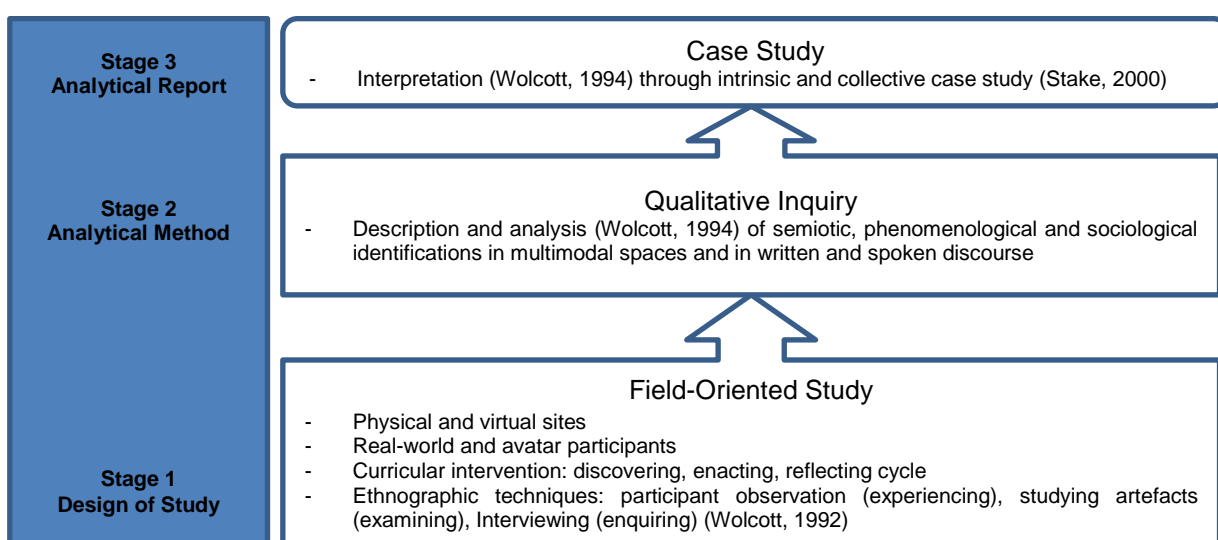 Stage 3
Analytical Report
Case Study
- Interpretation (Wolcott, 1994) through intrinsic and collective case study (Stake, 2000)
Stage 2
Analytical Method
Qualitative Inquiry
- Description and analysis (Wolcott, 1994) of semiotic, phenomenological and sociological
identifications in multimodal spaces and in written and spoken discourse
Stage 1
Design of Study
Field-Oriented Study
- Physical and virtual sites
- Real-world and avatar participants
- Curricular intervention: discovering, enacting, reflecting cycle
- Ethnographic techniques: participant observation (experiencing), studying artefacts
(examining), Interviewing (enquiring) (Wolcott, 1992)